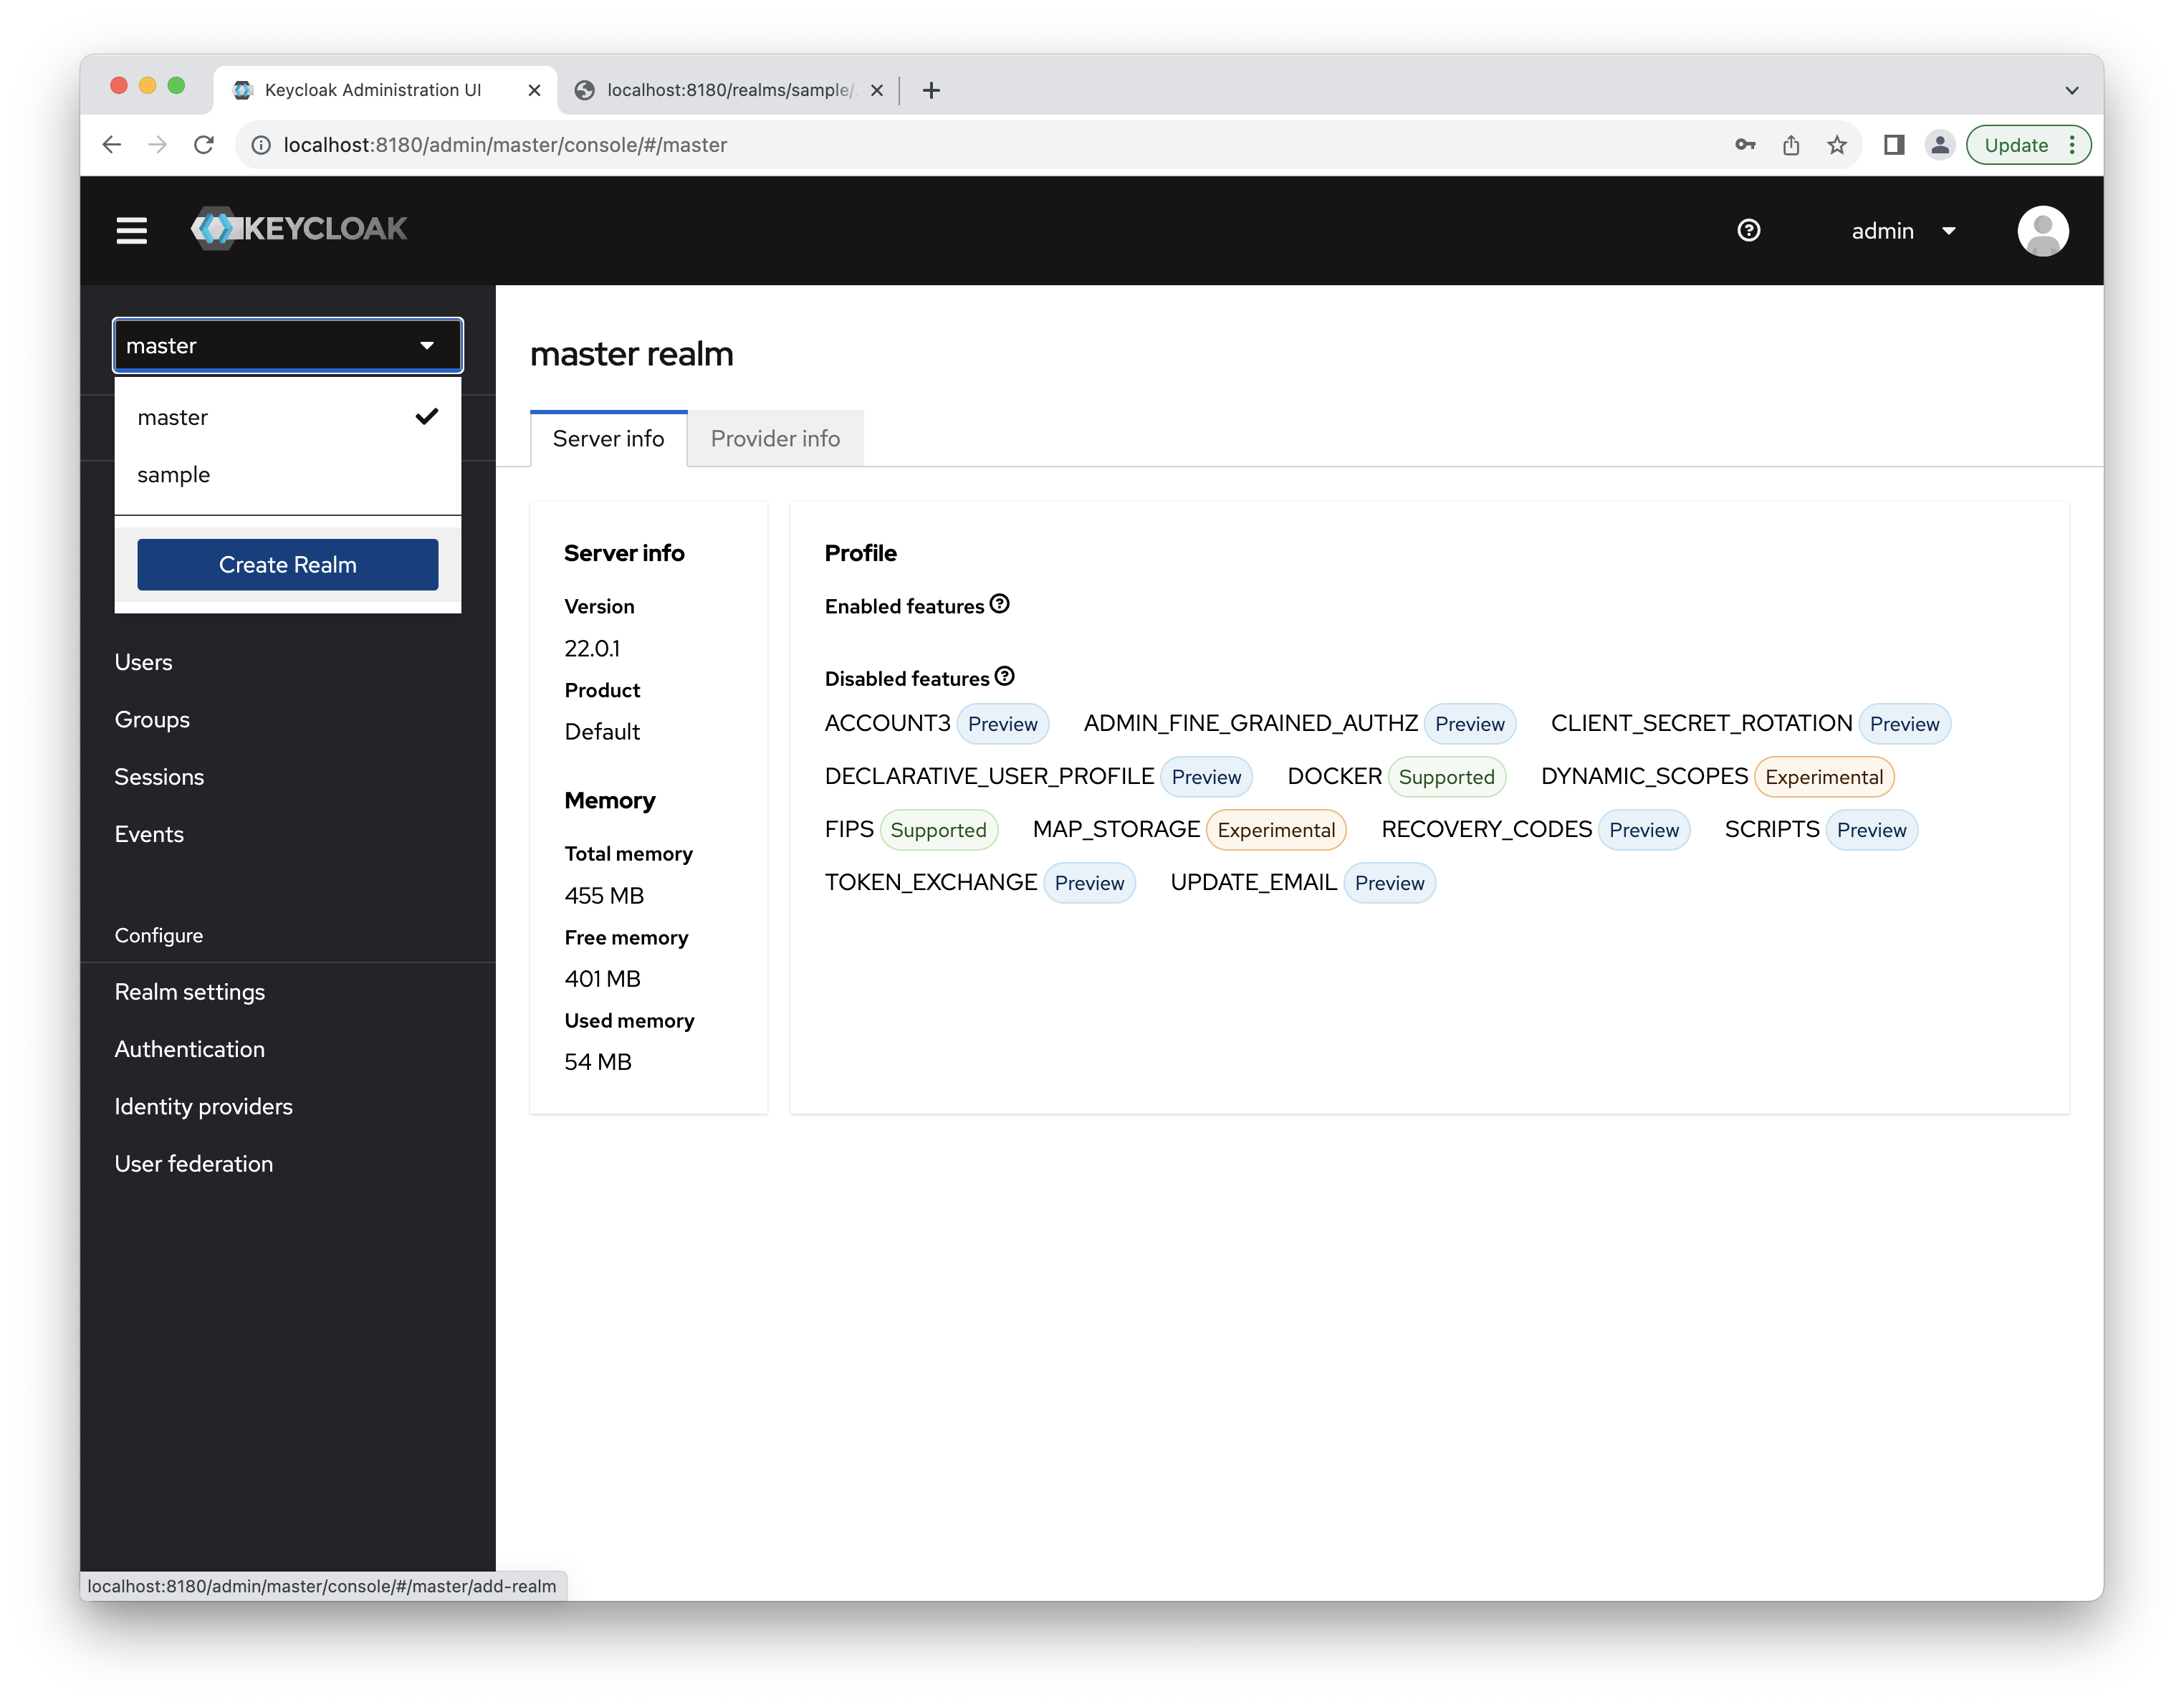 Keycloak Administration UI
localhost:8180/realms/sample/
localhost:8180/admin/master/console/#/master
Update
KEYCLOAK
admin
master
master
sample
Create Realm
Users
Groups
Sessions
Events
Configure
Realm settings
Authentication
Identity providers
User federation
master realm
Server info
Provider info
Server info
Version
22.0.1
Product
Default
Memory
Total memory
455 MB
Free memory
401 MB
Used memory
54 MB
Profile
Enabled features
Disabled features
ACCOUNT3 Preview ADMIN_FINE_GRAINED_AUTHZ Preview CLIENT_SECRET_ROTATION Preview
DECLARATIVE_USER_PROFILE Preview DOCKER Supported DYNAMIC_SCOPES Experimental
FIPS Supported MAP_STORAGE Experimental RECOVERY_CODES Preview SCRIPTS Preview
TOKEN_EXCHANGE Preview UPDATE_EMAIL Preview
localhost:8180/admin/master/console/#/master/add-realm